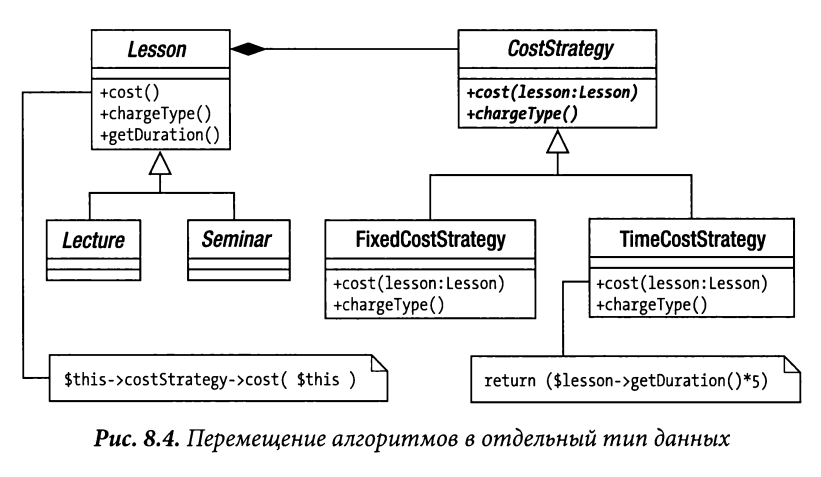 Lesson
+cost()
+chargeType()
+getDuration()
CostStrategy
+cost(lesson:Lesson)
+chargeType()
Lecture
Seminar
FixedCostStrategy
+cost(lesson:Lesson)
+chargeType()
TimeCostStrategy
+cost(lesson:Lesson)
+chargeType()
$this->costStrategy->cost( $this )
return ($lesson->getDuration()*5)
Рис. 8.4. Перемещение алгоритмов в отдельный тип данных